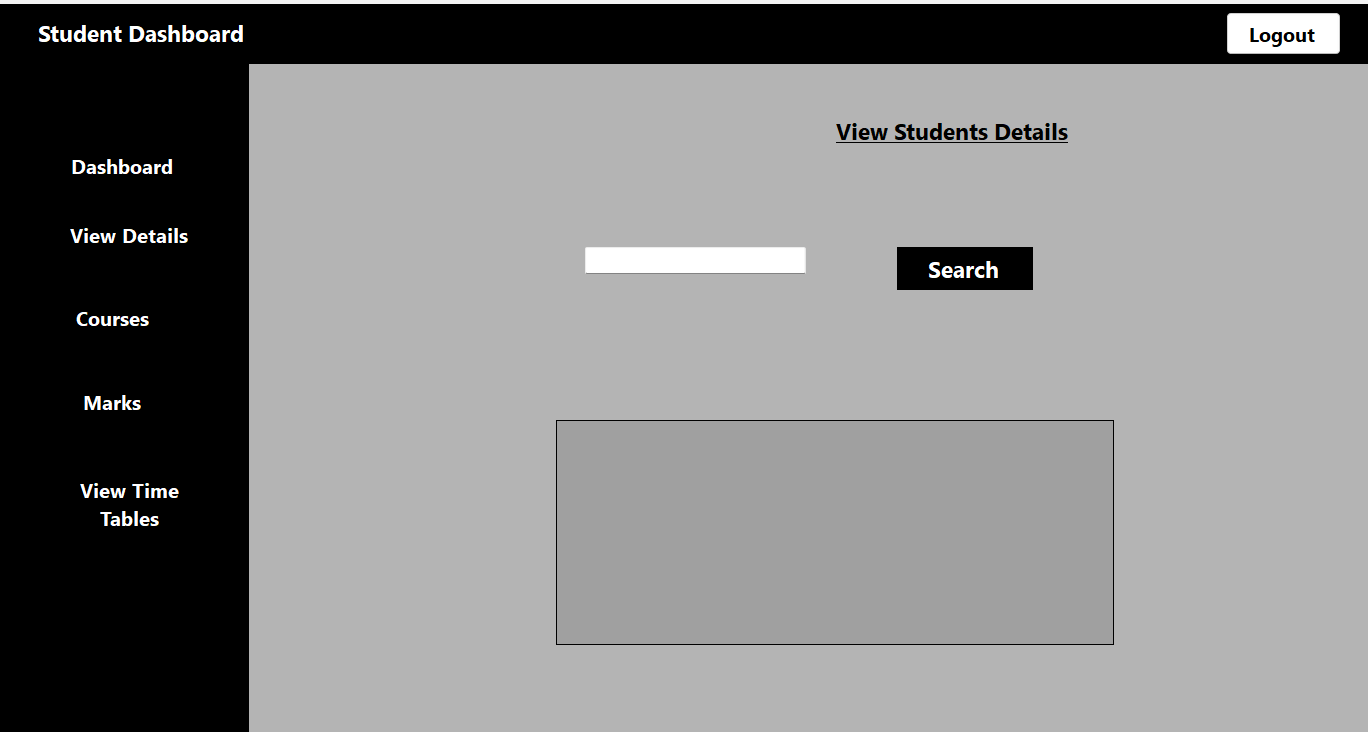 Student Dashboard
Logout
View Students Details
Dashboard
View Details
Search
Courses
Marks
View Time
Tables